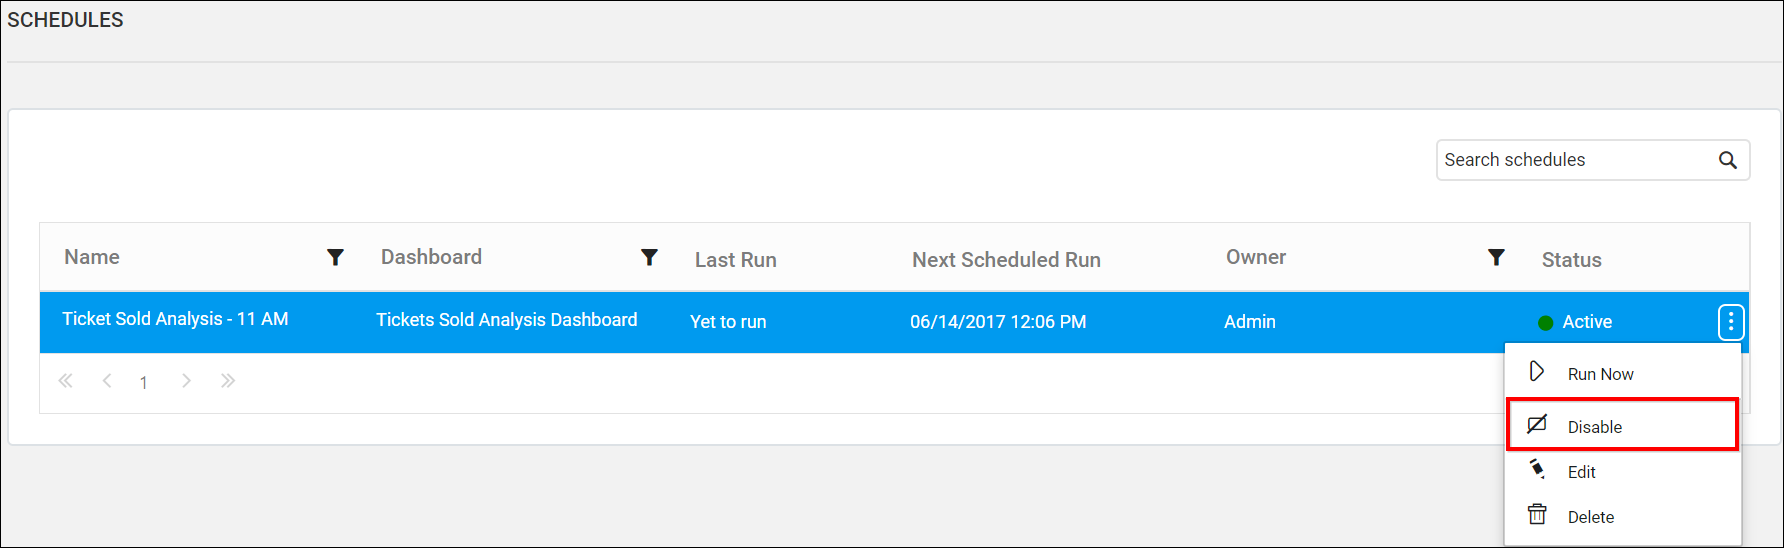 SCHEDULES
Search schedules
Name Dashboard Last Run Next Scheduled Run Owner Status
Ticket Sold Analysis - 11 AM Tickets Sold Analysis Dashboard Yet to run 06/14/2017 12:06 PM Admin Active
1
Run Now
Disable
Edit
Delete